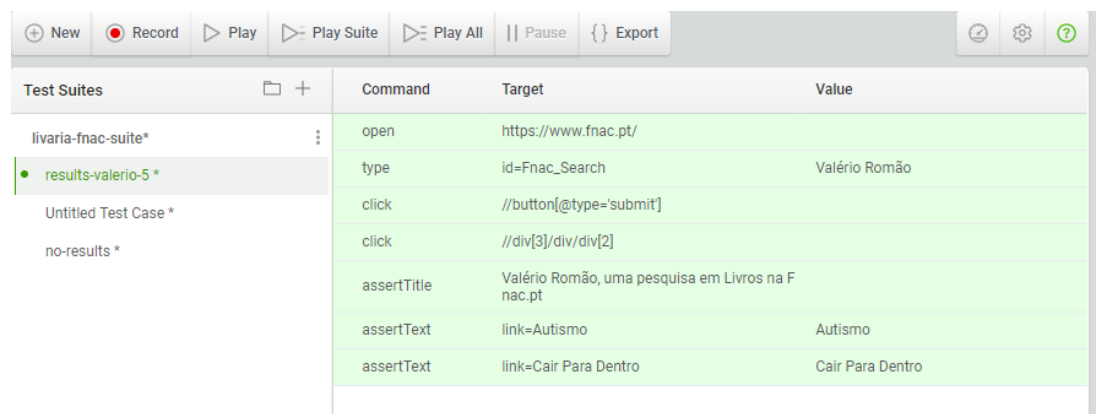 New Record Play Play Suite Play All Pause { } Export
Test Suites
livaria-fnac-suite*
results-valerio-5 *
Untitled Test Case *
no-results *
Command Target Value
open https://www.fnac.pt/
type id=Fnac_Search Valério Romão
click //button[@type='submit']
click //div[3]/div/div[2]
assertTitle Valério Romão, uma pesquisa em Livros na F
nac.pt
assertText link=Autismo Autismo
assertText link=Cair Para Dentro Cair Para Dentro